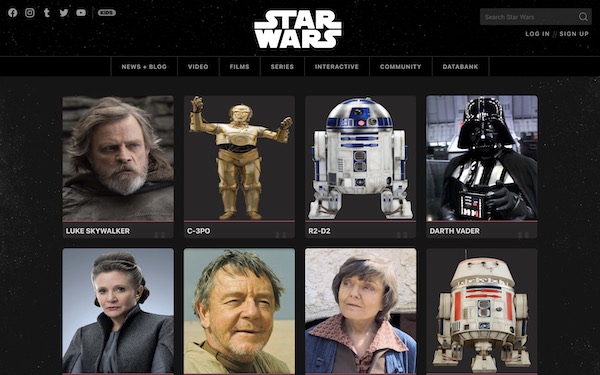 KIDS
STAR
WARS
Search Star Wars
LOG IN // SIGN UP
NEWS + BLOG
VIDEO
FILMS
SERIES
INTERACTIVE
COMMUNITY
DATABANK
LUKE SKYWALKER
C-3PO
R2-D2
DARTH VADER